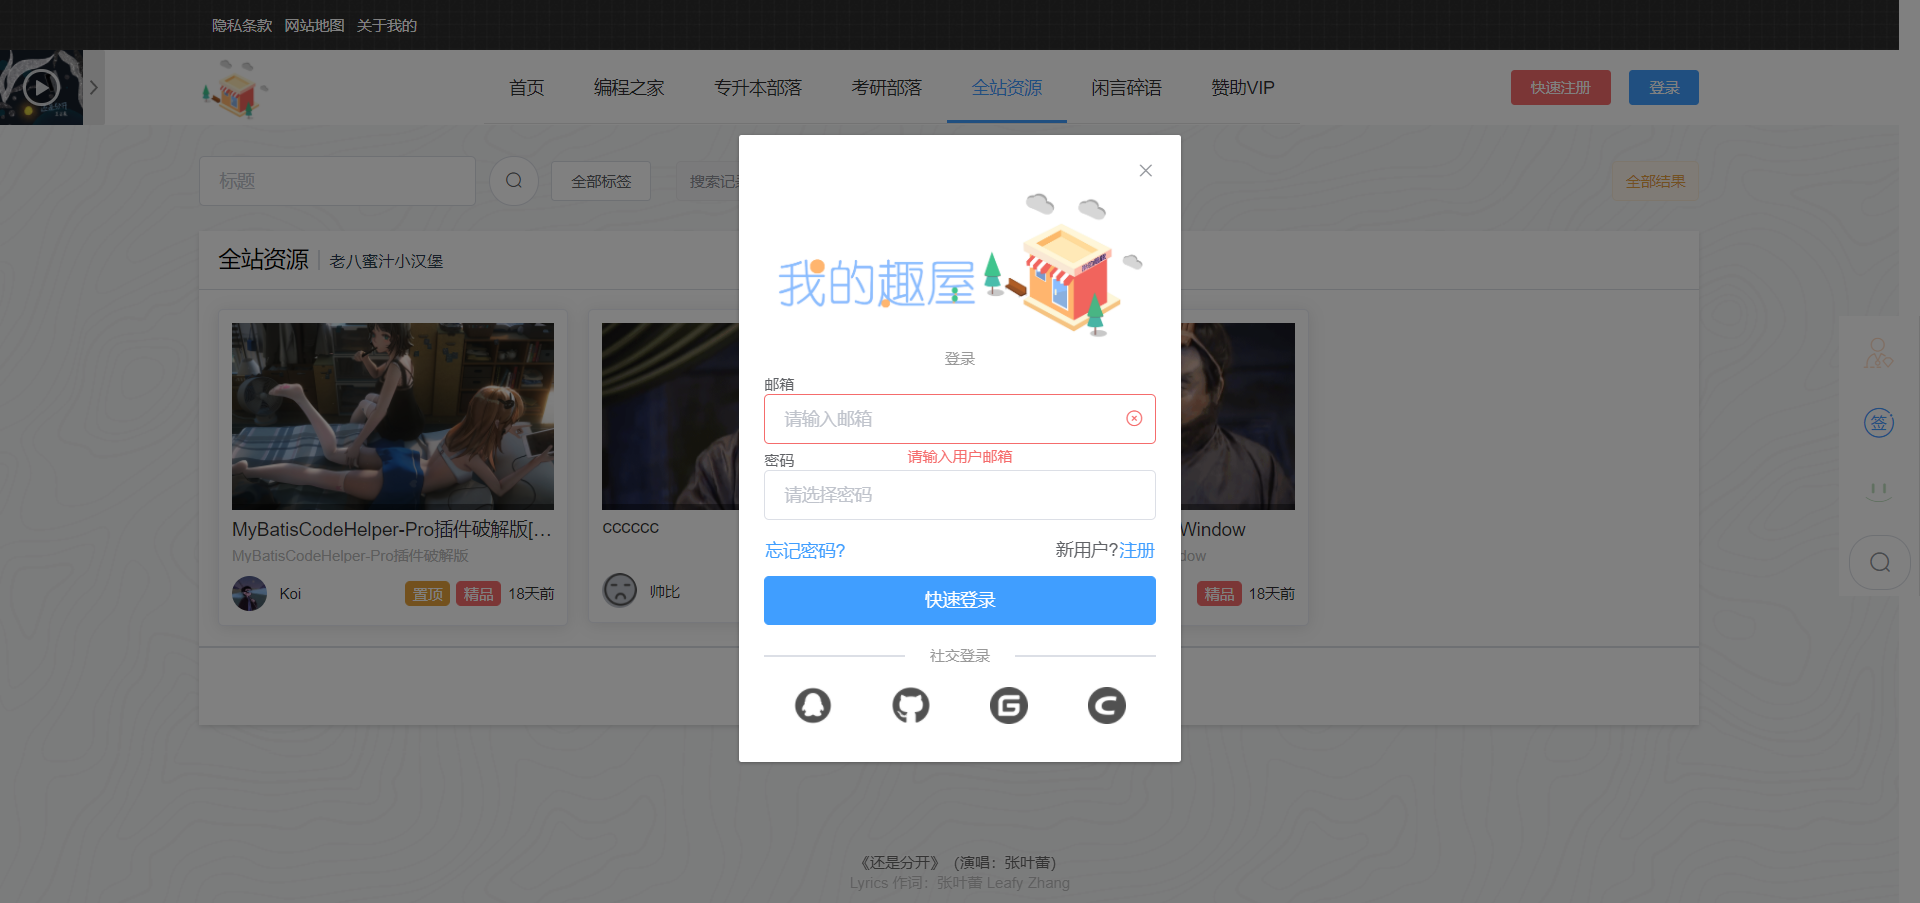 隐私条款 网站地图 关于我的
首页 编程之家 专升本部落 考研部落 全站资源 闲言碎语 赞助VIP 快速注册 登录
标题 全部标签 搜索记 全部结果
全站资源 老八蜜汁小汉堡
我的趣屋
登录
邮箱
请输入邮箱
请输入用户邮箱
密码
请选择密码
忘记密码? 新用户?注册
快速登录
社交登录
MyBatisCodeHelper-Pro插件破解版[...
MyBatisCodeHelper-Pro插件破解版
Koi 置顶 精品 18天前
cccccc
帅比
Window
dow
精品 18天前
签
《还是分开》（演唱：张叶蕾）
Lyrics 作词：张叶蕾 Leafy Zhang